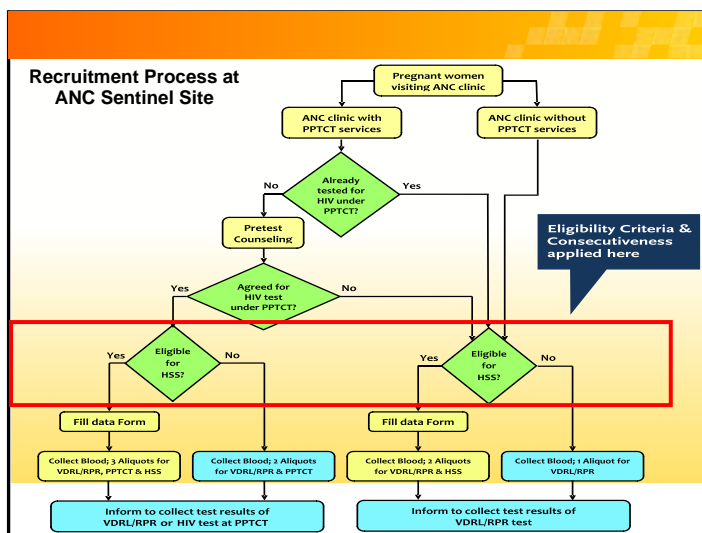 Recruitment Process at
ANC Sentinel Site
Pregnant women
visiting ANC clinic
ANC clinic with
PPTCT services
ANC clinic without
PPTCT services
Already
tested for
HIV under
PPTCT?
No
Yes
Pretest
Counseling
Eligibility Criteria &
Consecutiveness
applied here
Agreed for
HIV test
under PPTCT?
Yes
No
Eligible
for
HSS?
Yes
No
Eligible
for
HSS?
Yes
No
Fill data Form
Fill data Form
Collect Blood; 3 Aliquots for
VDRL/RPR, PPTCT & HSS
Collect Blood; 2 Aliquots
for VDRL/RPR & PPTCT
Collect Blood; 2 Aliquots
for VDRL/RPR & HSS
Collect Blood; 1 Aliquot for
VDRL/RPR
Inform to collect test results of
VDRL/RPR or HIV test at PPTCT
Inform to collect test results of
VDRL/RPR test